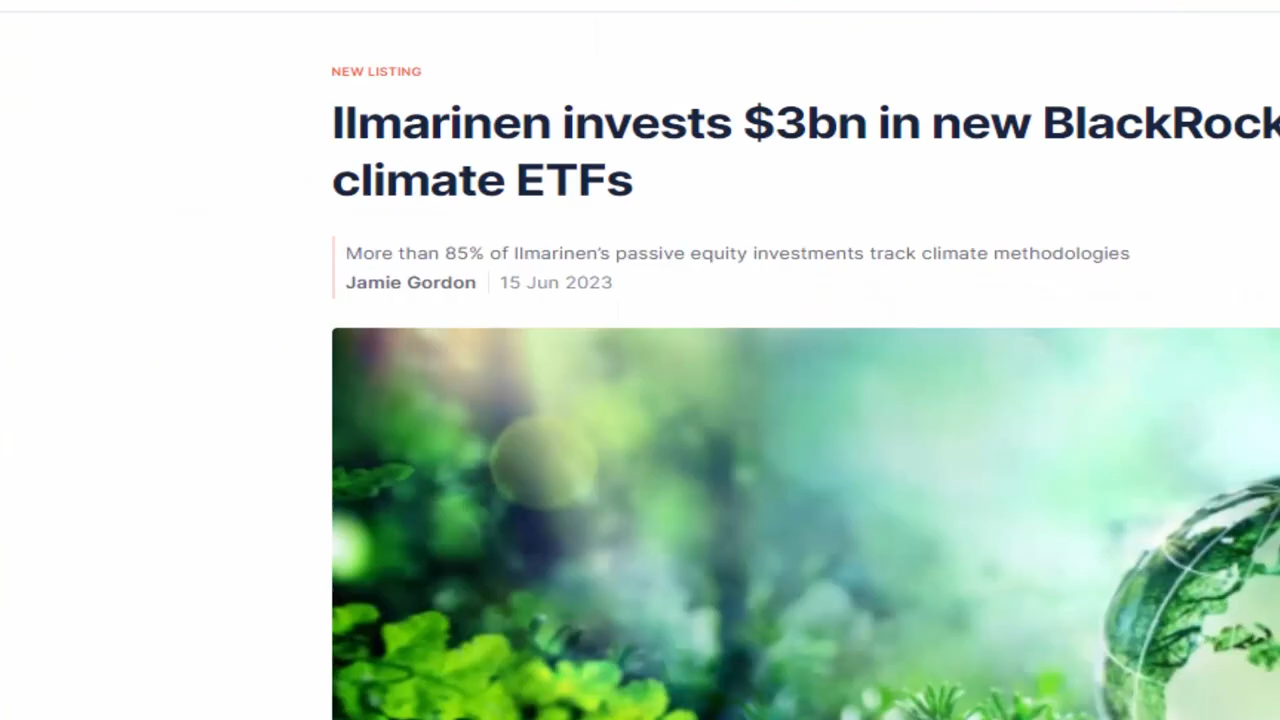 NEW LISTING
Ilmarinen invests $3bn in new BlackRock
climate ETFs
More than 85% of Ilmarinen’s passive equity investments track climate methodologies
Jamie Gordon 15 Jun 2023